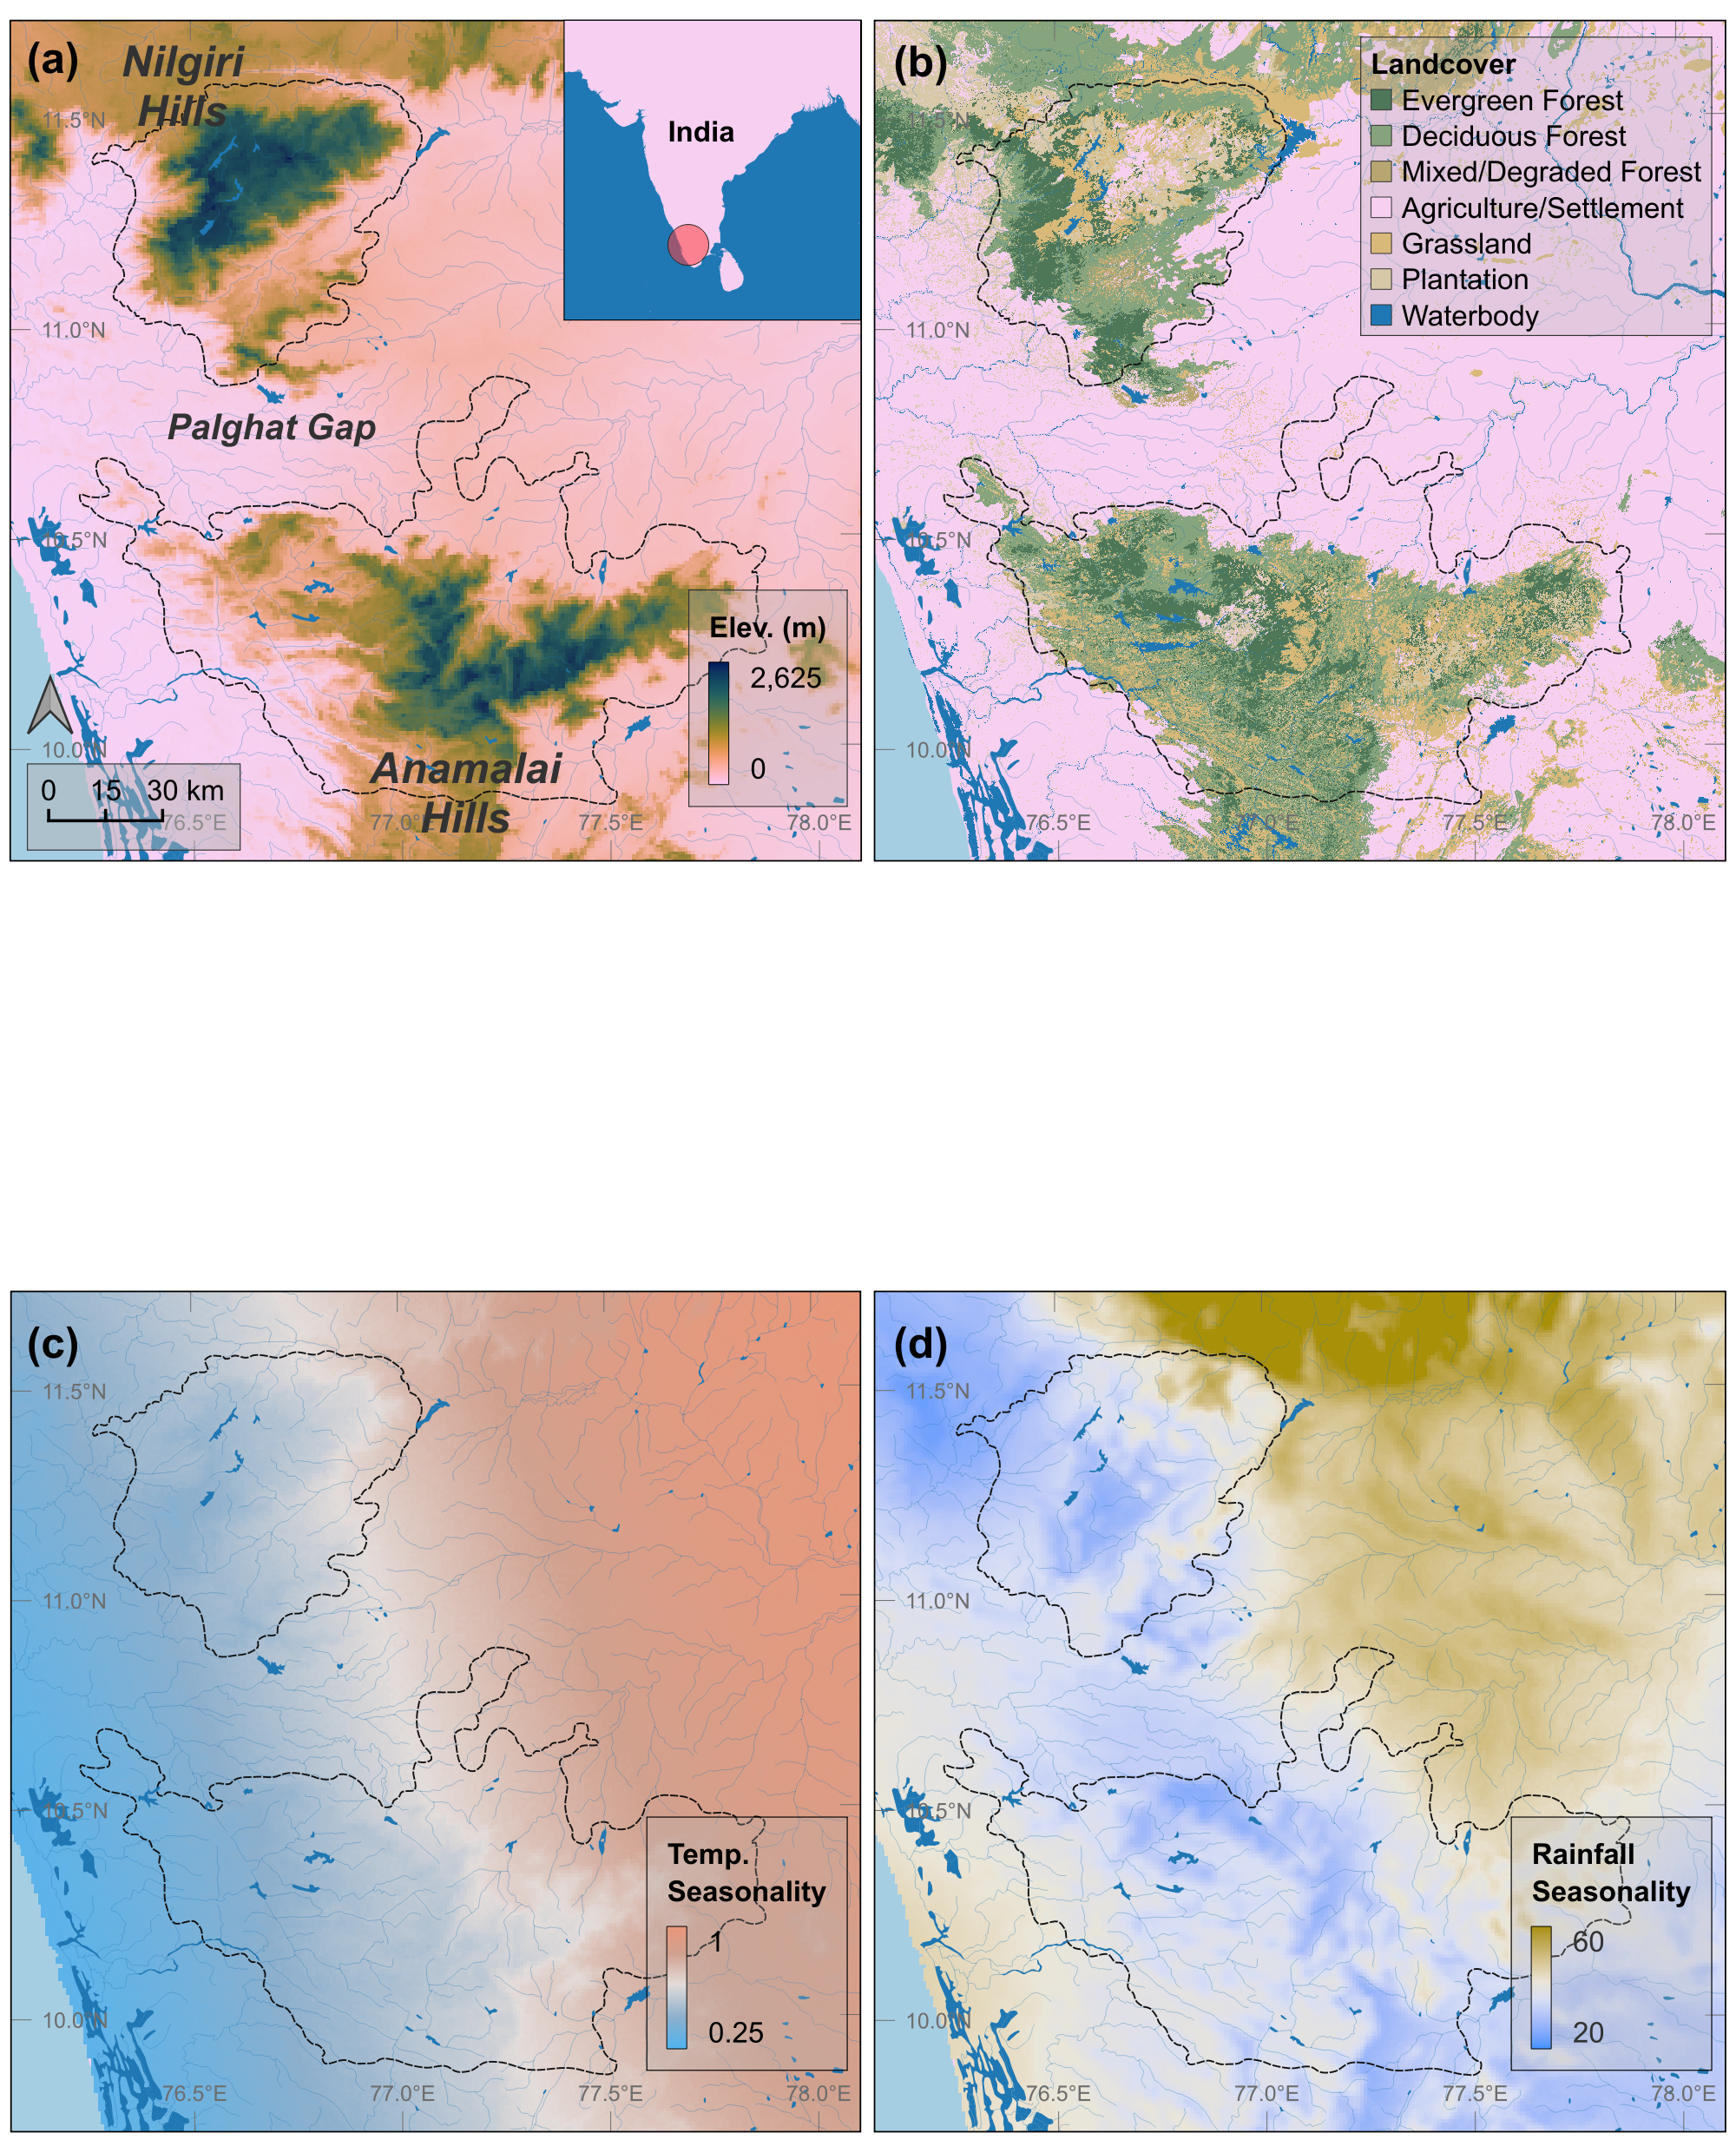 (a)
Nilgiri
Hills
India
11.5°N
11.0°N
Palghat Gap
10.5°N
Elev. (m)
2,625
0
10.0°N
Anamalai
Hills
0 15 30 km
76.5°E 77.0°E 77.5°E 78.0°E
(b)
Landcover
Evergreen Forest
Deciduous Forest
Mixed/Degraded Forest
Agriculture/Settlement
Grassland
Plantation
Waterbody
11.5°N
11.0°N
10.5°N
10.0°N
76.5°E 77.0°E 77.5°E 78.0°E
(c)
11.5°N
11.0°N
10.5°N
Temp.
Seasonality
1
0.25
10.0°N
76.5°E 77.0°E 77.5°E 78.0°E
(d)
11.5°N
11.0°N
10.5°N
Rainfall
Seasonality
60
20
10.0°N
76.5°E 77.0°E 77.5°E 78.0°E